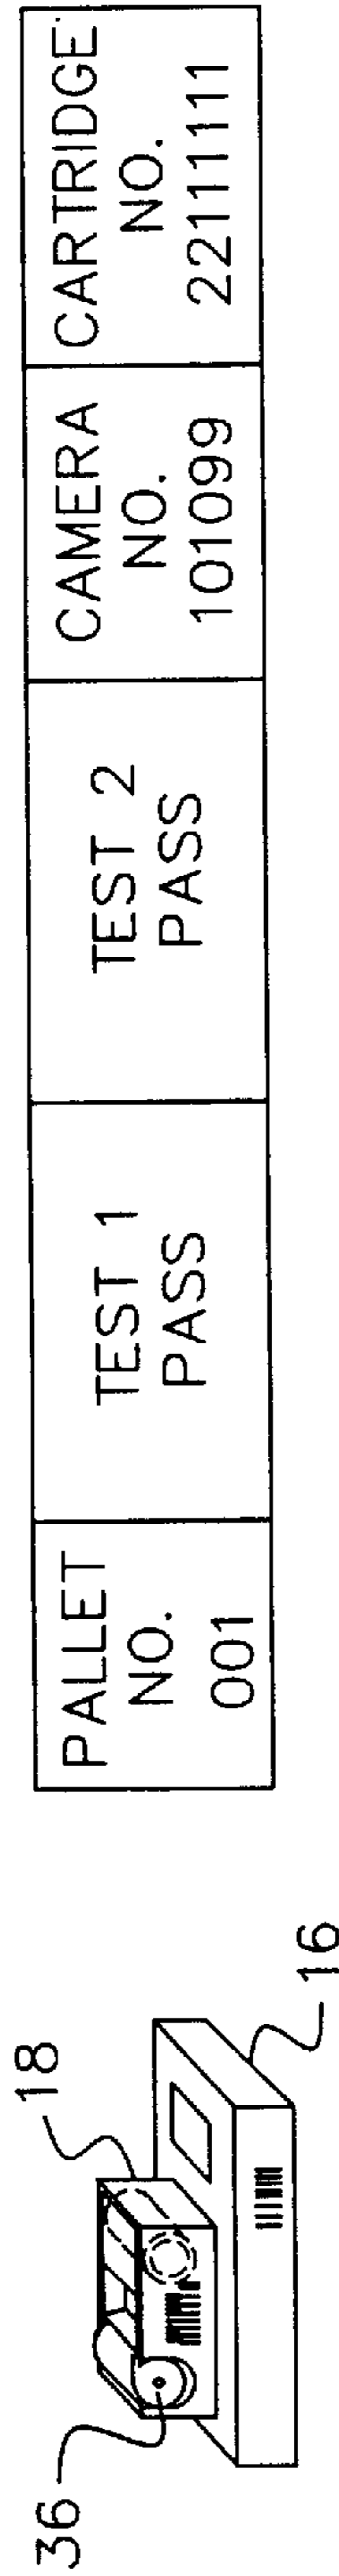 36
18
16
PALLET
NO.
001
TEST 1
PASS
TEST 2
PASS
CAMERA
NO.
101099
CARTRIDGE
NO.
22111111